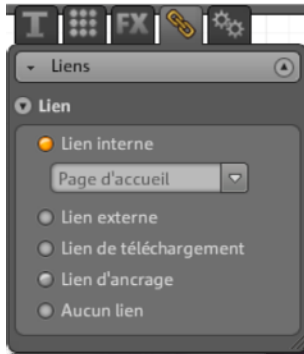 T FX
Liens
Lien
Lien interne
Page d'accueil
Lien externe
Lien de téléchargement
Lien d'ancrage
Aucun lien